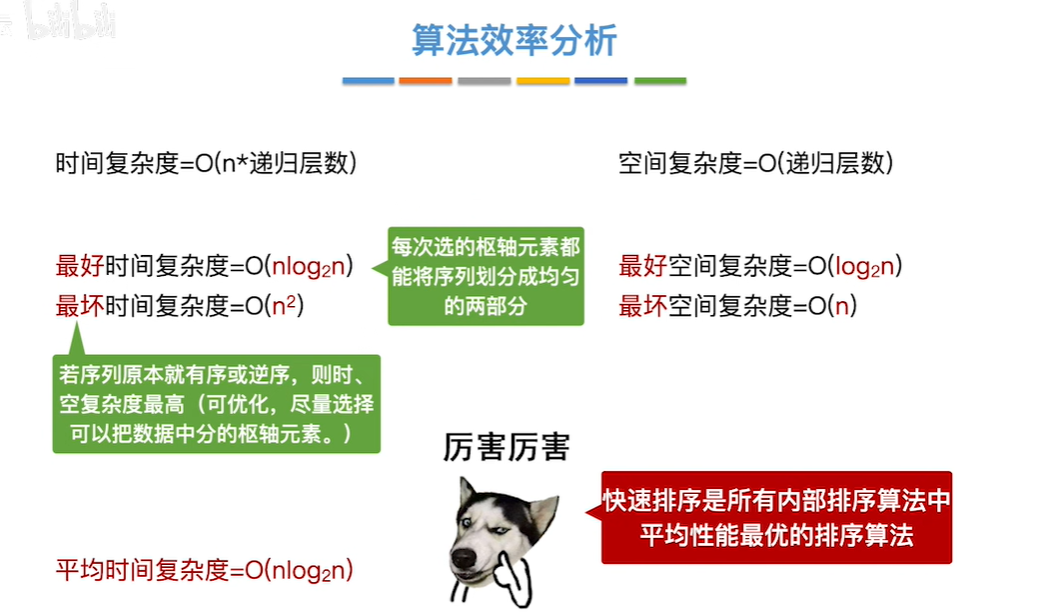 bilibili
算法效率分析
时间复杂度=O(n*递归层数)
空间复杂度=O(递归层数)
最好时间复杂度=O(nlog₂n)
最坏时间复杂度=O(n²)
每次选的枢轴元素都
能将序列划分成均匀
的两部分
最好空间复杂度=O(log₂n)
最坏空间复杂度=O(n)
若序列原本就有序或逆序，则时、
空复杂度最高（可优化，尽量选择
可以把数据中分的枢轴元素。）
厉害厉害
快速排序是所有内部排序算法中
平均性能最优的排序算法
平均时间复杂度=O(nlog₂n)